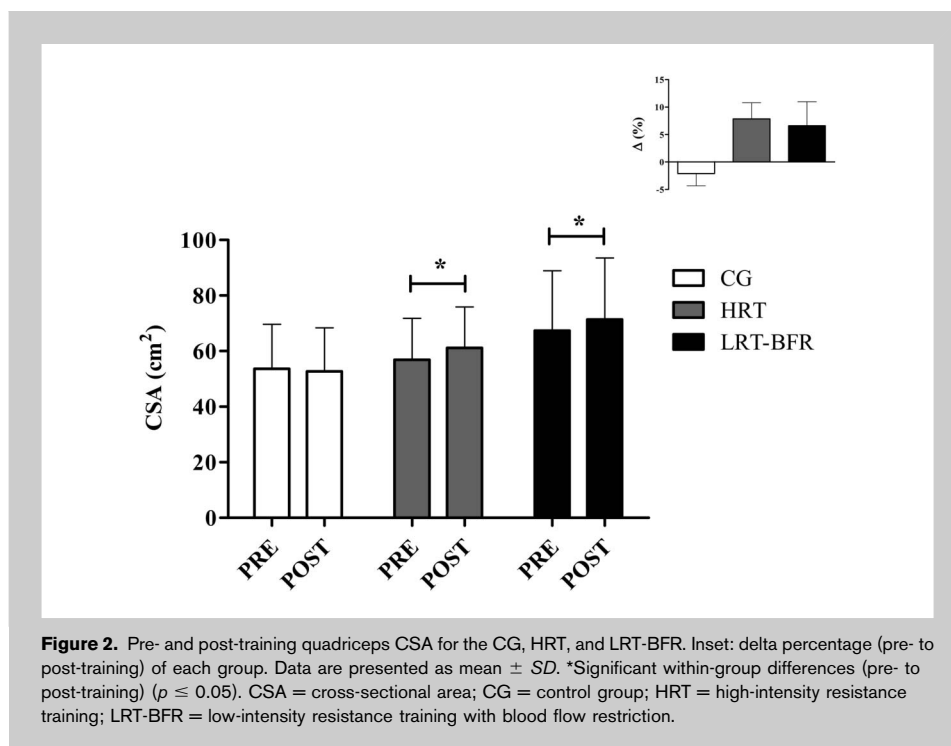 15
10
5
0
-5
Δ (%)
100
80
60
40
20
0
CSA (cm²)
*
*
CG
HRT
LRT-BFR
PRE
POST
PRE
POST
PRE
POST
Figure 2. Pre- and post-training quadriceps CSA for the CG, HRT, and LRT-BFR. Inset: delta percentage (pre- to
post-training) of each group. Data are presented as mean ± SD. *Significant within-group differences (pre- to
post-training) (p ≤ 0.05). CSA = cross-sectional area; CG = control group; HRT = high-intensity resistance
training; LRT-BFR = low-intensity resistance training with blood flow restriction.